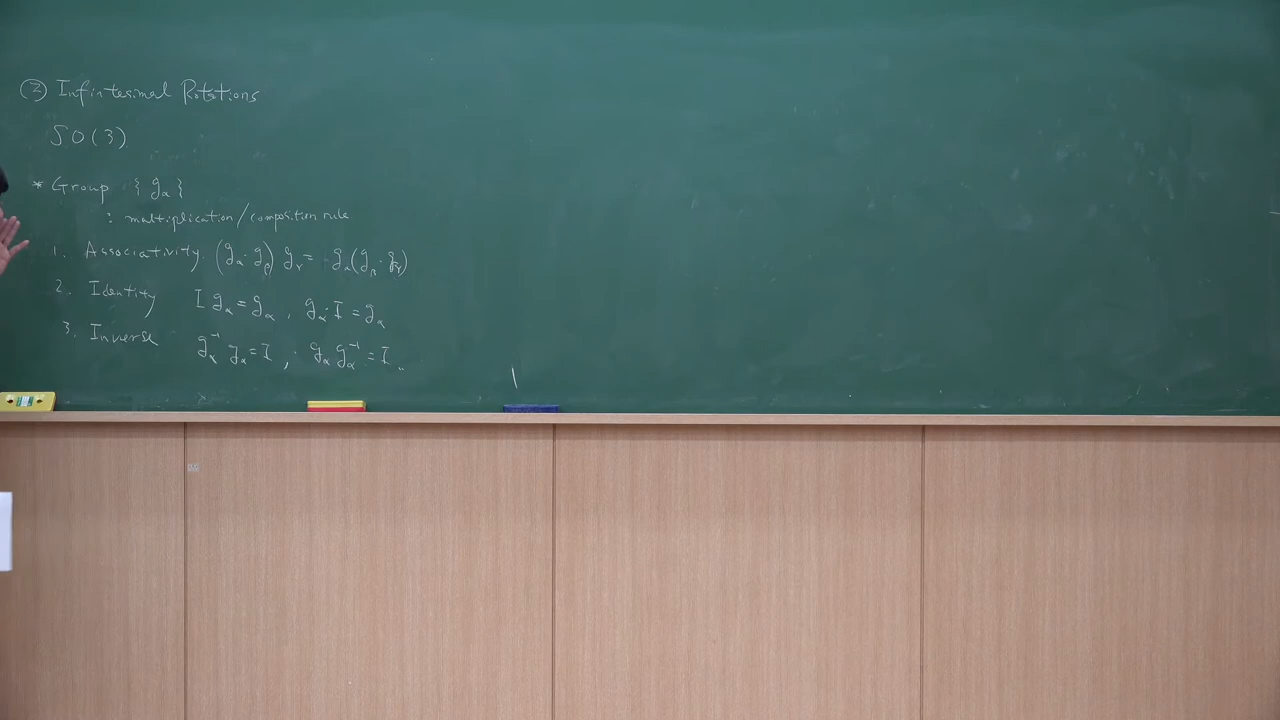 ② Infintesimal Rotations
SO(3)
* Group {gα}
: multiplication/composition rule
1. Associativity (gα·gβ) gγ = gα(gβ·gγ)
2. Identity I gα = gα, gα·I = gα
3. Inverse gα⁻¹ gα = I, gα gα⁻¹ = I